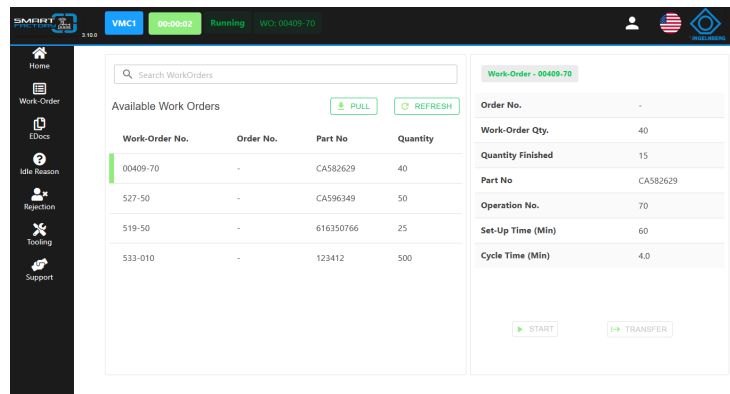 SMART FACTORY
3.10.0
VMC1
00:00:02
Running
WO: 00409-70
Home
Work-Order
EDocs
Idle Reason
Rejection
Tooling
Support
Search WorkOrders
Available Work Orders
PULL
REFRESH
Work-Order No. Order No. Part No Quantity
00409-70 - CA582629 40
527-50 - CA596349 50
519-50 - 616350766 25
533-010 - 123412 500
Work-Order - 00409-70
Order No. -
Work-Order Qty. 40
Quantity Finished 15
Part No CA582629
Operation No. 70
Set-Up Time (Min) 60
Cycle Time (Min) 4.0
START
TRANSFER